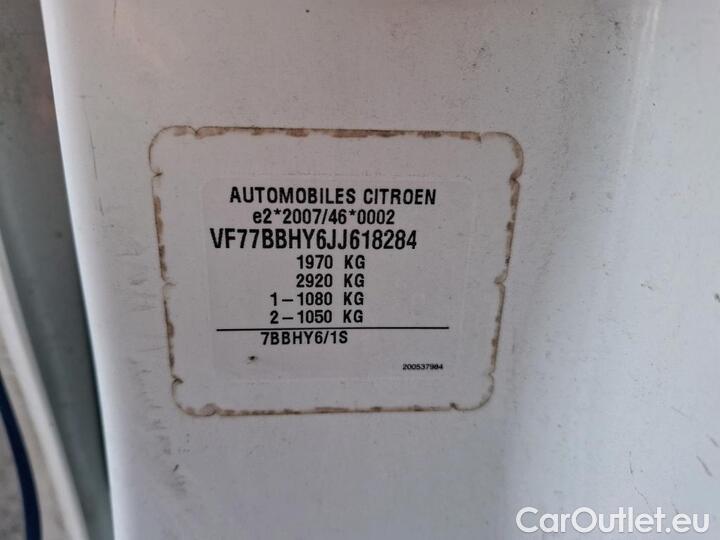 AUTOMOBILES CITROEN
e2*2007/46*0002
VF77BBHY6JJ618284
1970 KG
2920 KG
1-1080 KG
2-1050 KG
7BBHY6/1S
200537904
CarOutlet.eu